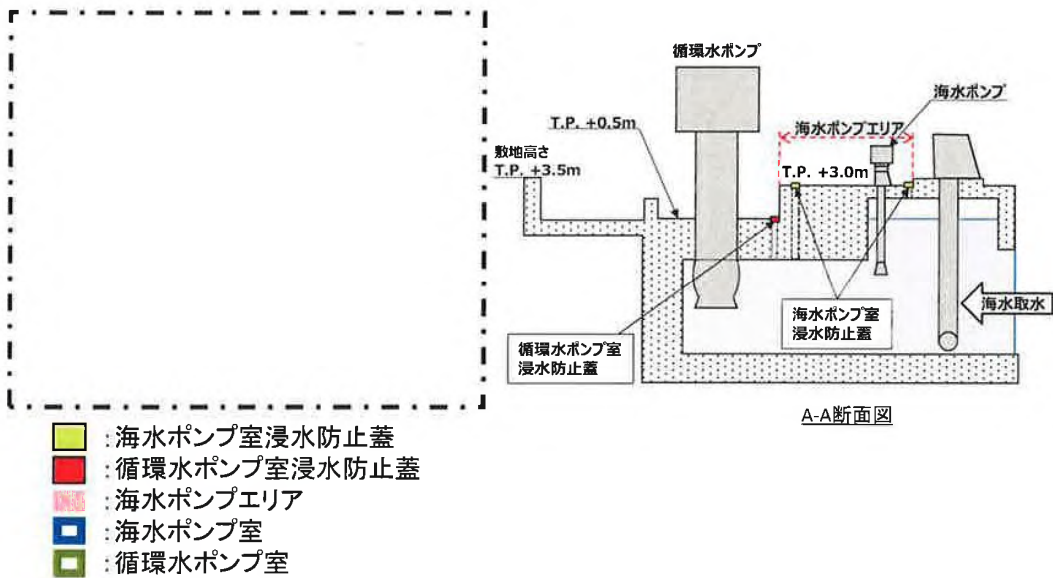 循環水ポンプ
海水ポンプ
T.P. +0.5m
海水ポンプエリア
敷地高さ
T.P. +3.5m
T.P. +3.0m
海水取水
海水ポンプ室
浸水防止蓋
循環水ポンプ室
浸水防止蓋
A-A断面図
:海水ポンプ室浸水防止蓋
:循環水ポンプ室浸水防止蓋
:海水ポンプエリア
:海水ポンプ室
:循環水ポンプ室